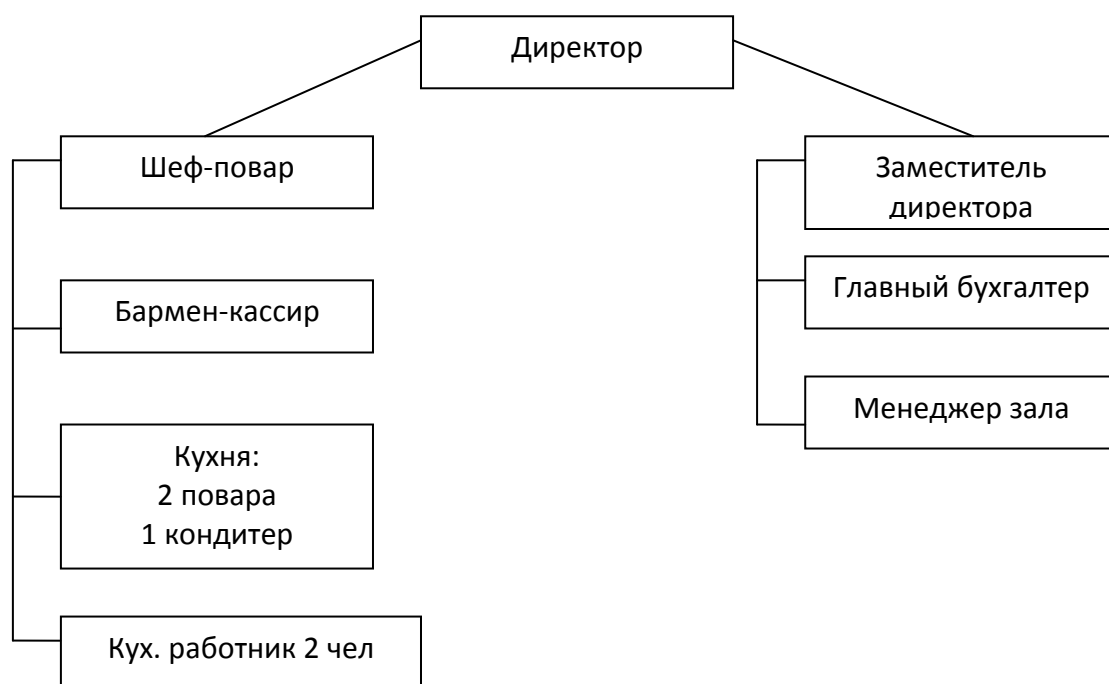 Директор
Шеф-повар
Заместитель
директора
Бармен-кассир
Главный бухгалтер
Менеджер зала
Кухня:
2 повара
1 кондитер
Кух. работник 2 чел